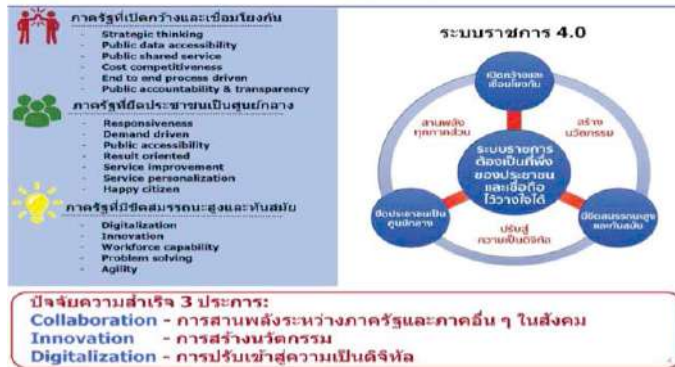 ภาครัฐที่เปิดกว้างและเชื่อมโยงกัน
- Strategic thinking
- Public data accessibility
- Public shared service
- Cost competitiveness
- End to end process driven
- Public accountability & transparency
ภาครัฐที่ยึดประชาชนเป็นศูนย์กลาง
- Responsiveness
- Demand driven
- Public accessibility
- Result oriented
- Service improvement
- Service personalization
- Happy citizen
ภาครัฐที่มีขีดสมรรถนะสูงและทันสมัย
- Digitalization
- Innovation
- Workforce capability
- Problem solving
- Agility
ระบบราชการ 4.0
เปิดกว้างและ
เชื่อมโยงกัน
สานพลัง
ทุกภาคส่วน
สร้าง
นวัตกรรม
ระบบราชการ
ต้องเป็นที่พึ่ง
ของประชาชน
และเชื่อถือ
ไว้วางใจได้
ยึดประชาชนเป็น
ศูนย์กลาง
มีขีดสมรรถนะสูง
และทันสมัย
ปรับสู่
ความเป็นดิจิทัล
ปัจจัยความสำเร็จ 3 ประการ:
Collaboration - การสานพลังระหว่างภาครัฐและภาคอื่น ๆ ในสังคม
Innovation - การสร้างนวัตกรรม
Digitalization - การปรับเข้าสู่ความเป็นดิจิทัล